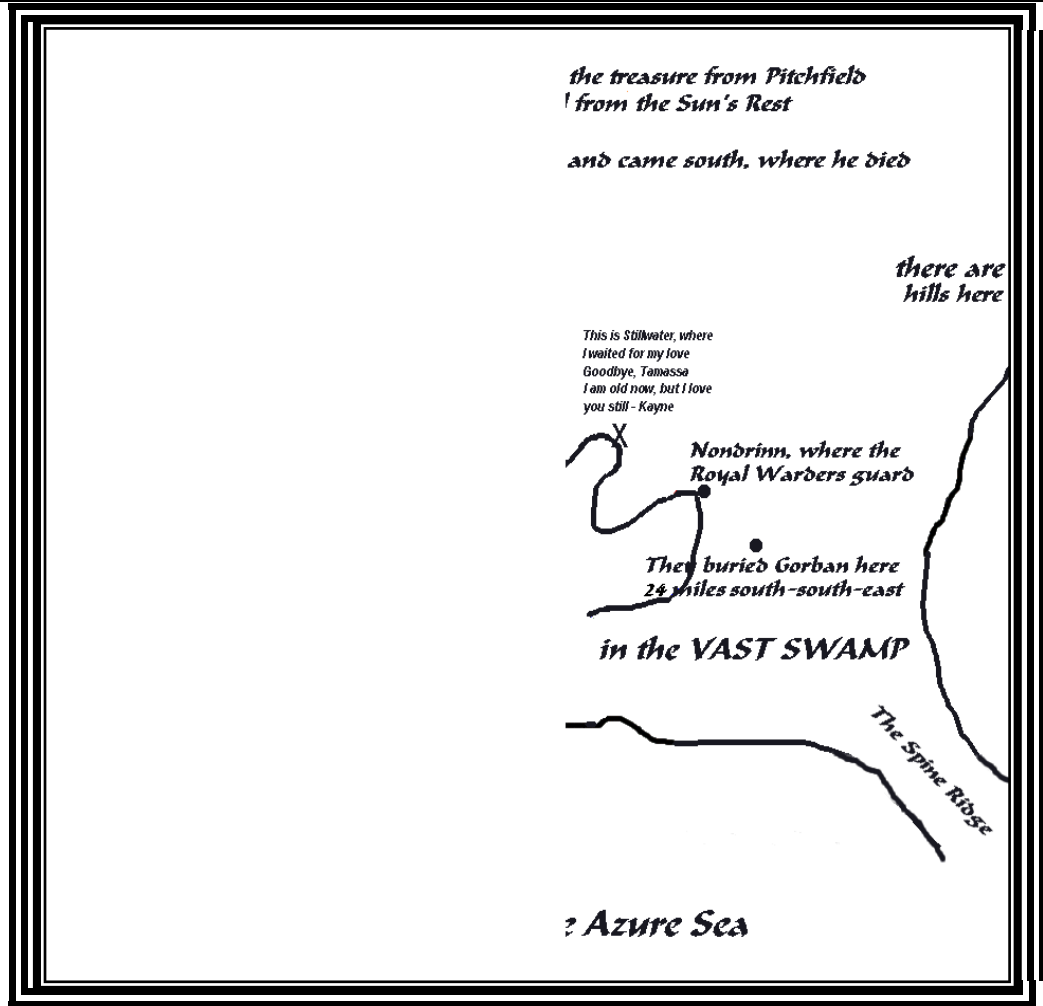 the treasure from Pitchfield
from the Sun's Rest
and came south, where he died
there are
hills here
This is Stillwater, where
I waited for my love
Goodbye, Tamassa
I am old now, but I love
you still - Kayne
X
Nondrinn, where the
Royal Warders guard
They buried Gorban here
24 miles south-south-east
in the VAST SWAMP
The Spine Ridge
e Azure Sea